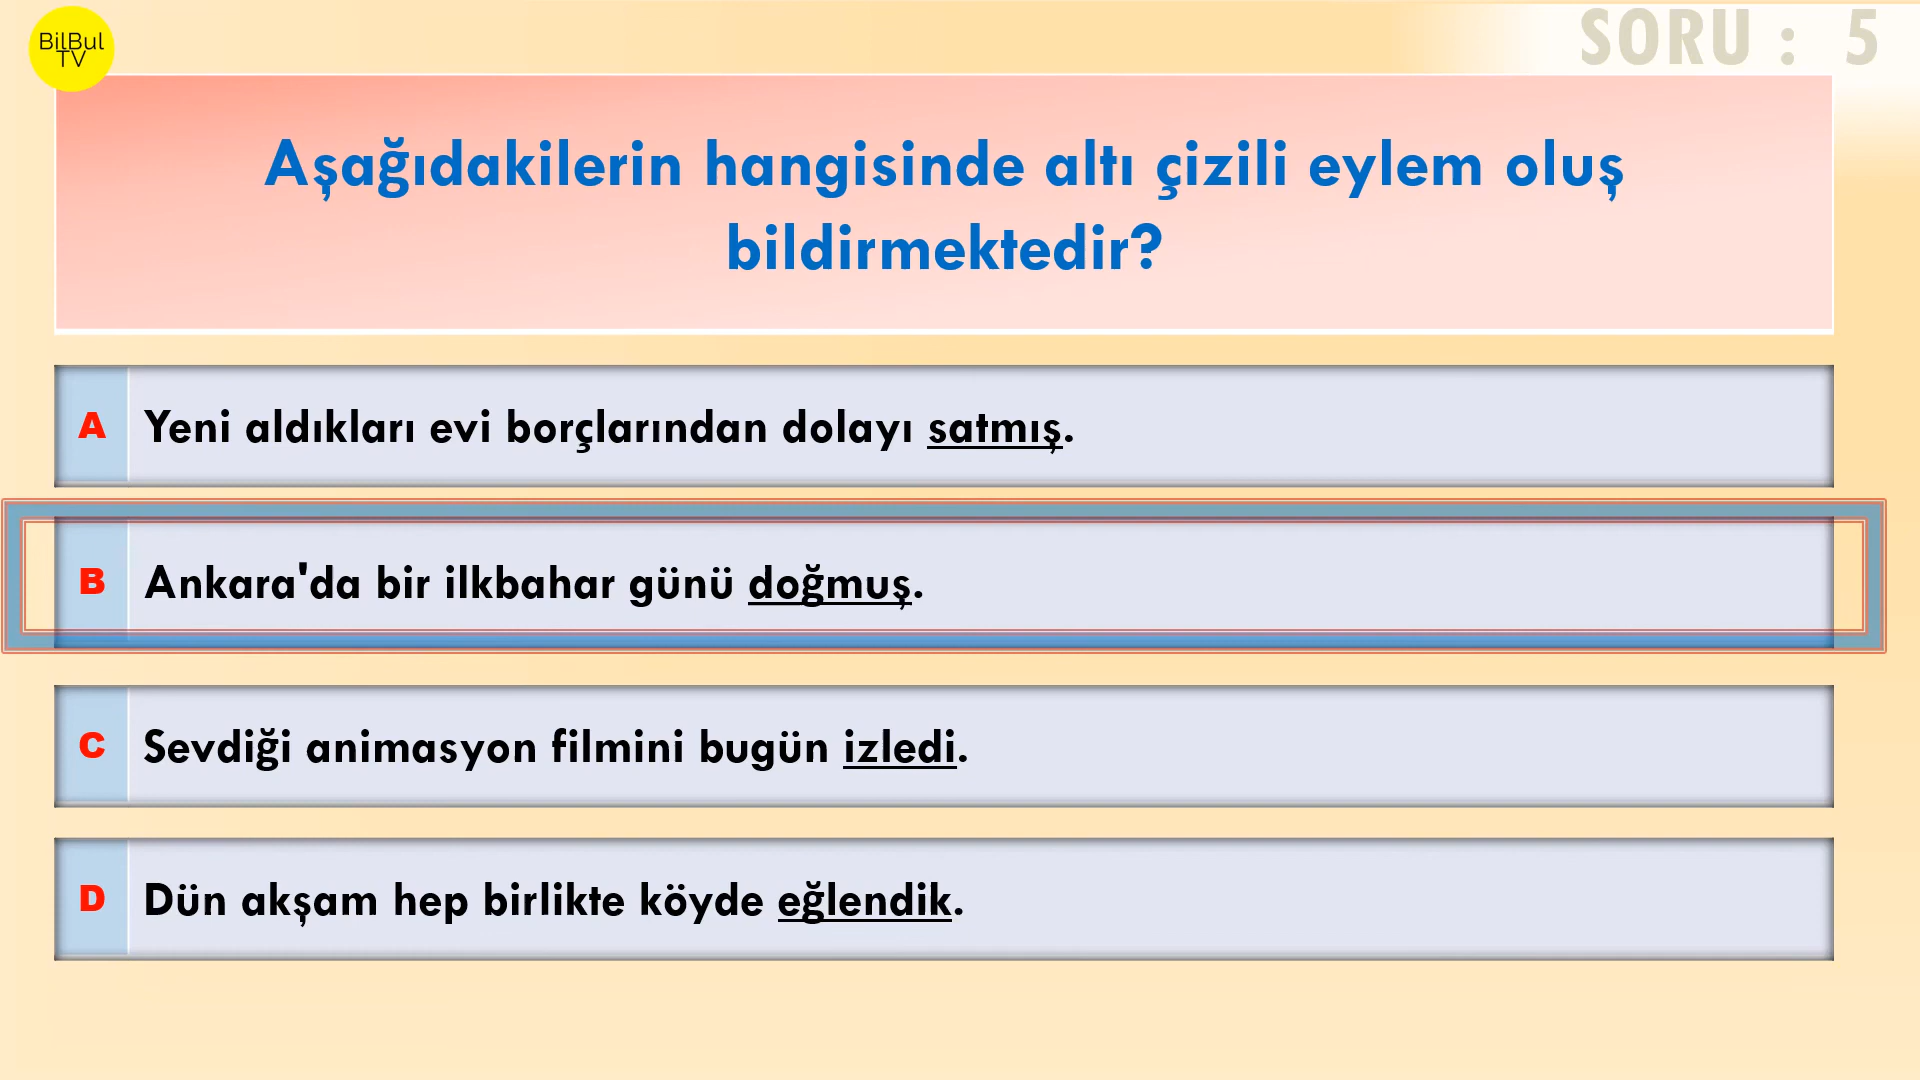 BilBul
TV
SORU : 5
Aşağıdakilerin hangisinde altı çizili eylem oluş
bildirmektedir?
A Yeni aldıkları evi borçlarından dolayı satmış.
B Ankara'da bir ilkbahar günü doğmuş.
C Sevdiği animasyon filmini bugün izledi.
D Dün akşam hep birlikte köyde eğlendik.